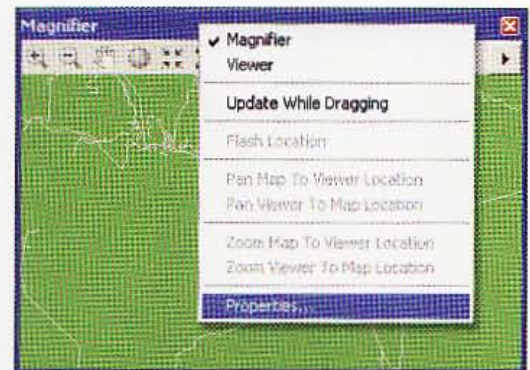 Magnifier
Magnifier
Viewer
Update While Dragging
Flash Location
Pan Map To Viewer Location
Pan Viewer To Map Location
Zoom Map To Viewer Location
Zoom Viewer To Map Location
Properties...